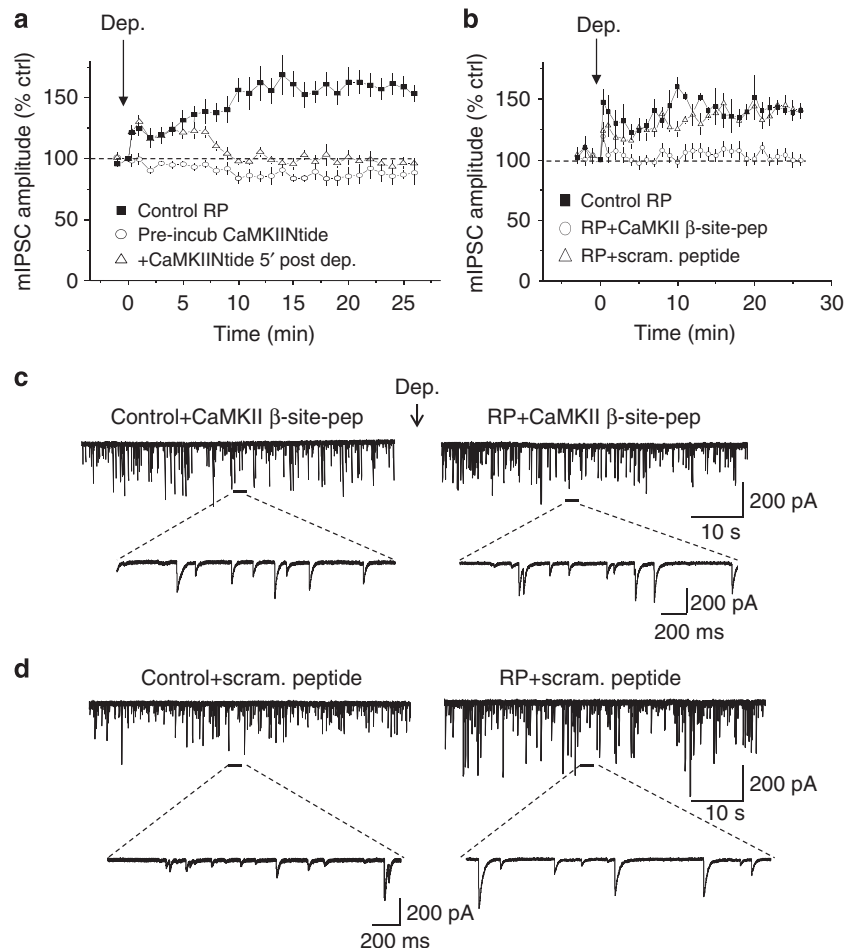 a
Dep.
mIPSC amplitude (% ctrl)
150
100
50
0
Control RP
Pre-incub CaMKIINtide
+CaMKIINtide 5′ post dep.
0 5 10 15 20 25
Time (min)
b
Dep.
mIPSC amplitude (% ctrl)
150
100
50
0
Control RP
RP+CaMKII β-site-pep
RP+scram. peptide
0 10 20 30
Time (min)
c
Dep.
Control+CaMKII β-site-pep
RP+CaMKII β-site-pep
200 pA
10 s
200 pA
200 ms
d
Control+scram. peptide
RP+scram. peptide
200 pA
10 s
200 pA
200 ms